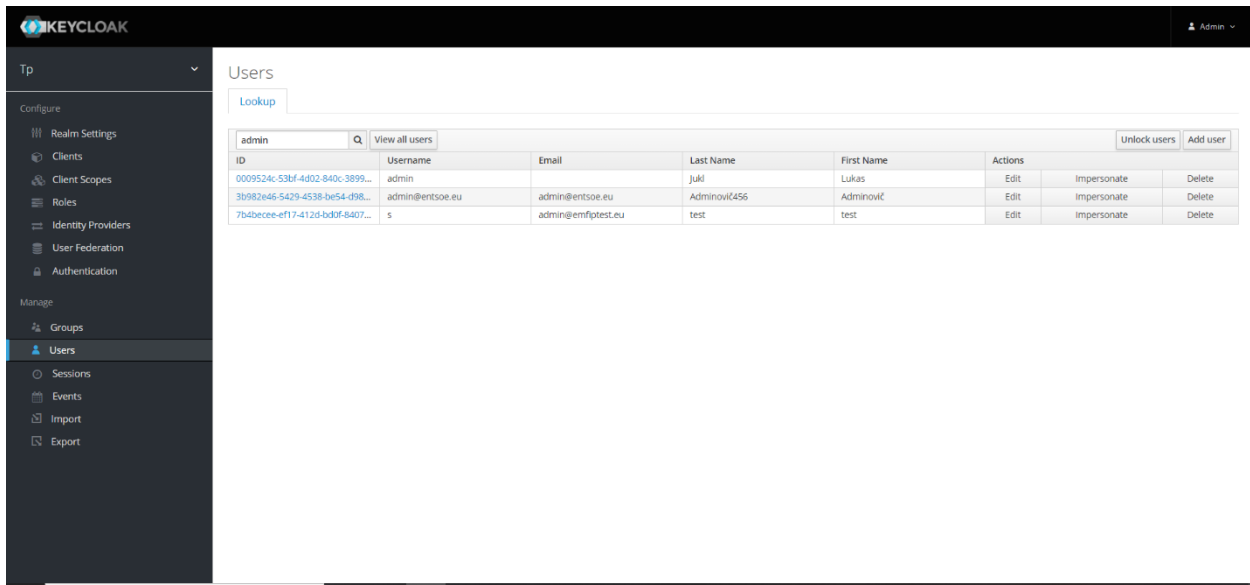 KEYCLOAK
Admin
Tp
Configure
Realm Settings
Clients
Client Scopes
Roles
Identity Providers
User Federation
Authentication
Manage
Groups
Users
Sessions
Events
Import
Export
Users
Lookup
admin View all users Unlock users Add user
ID Username Email Last Name First Name Actions
0009524c-53bf-4d02-840c-3899... admin Jukl Lukas Edit Impersonate Delete
3b982e46-5429-4538-be54-d98... admin@entsoe.eu admin@entsoe.eu Adminovič456 Adminovič Edit Impersonate Delete
7b4becee-ef17-412d-bd0f-8407... s admin@emfiptest.eu test test Edit Impersonate Delete